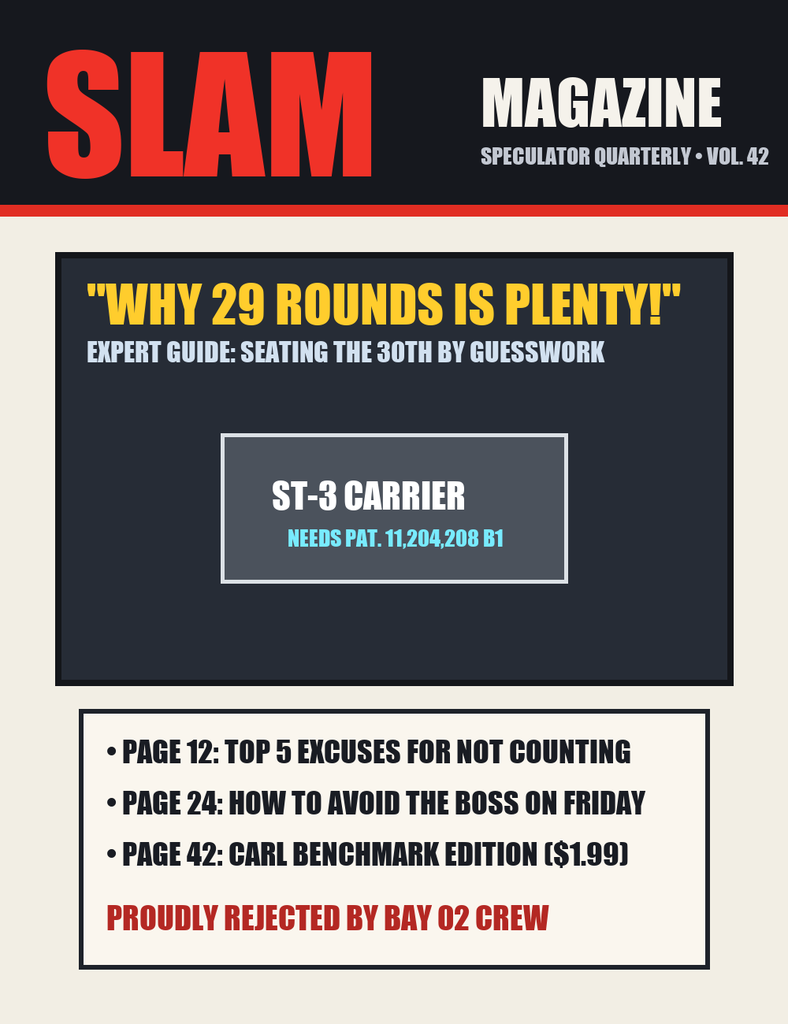 SLAM
MAGAZINE
SPECULATOR QUARTERLY • VOL. 42
"WHY 29 ROUNDS IS PLENTY!"
EXPERT GUIDE: SEATING THE 30TH BY GUESSWORK
ST-3 CARRIER
NEEDS PAT. 11,204,208 B1
• PAGE 12: TOP 5 EXCUSES FOR NOT COUNTING
• PAGE 24: HOW TO AVOID THE BOSS ON FRIDAY
• PAGE 42: CARL BENCHMARK EDITION ($1.99)
PROUDLY REJECTED BY BAY 02 CREW